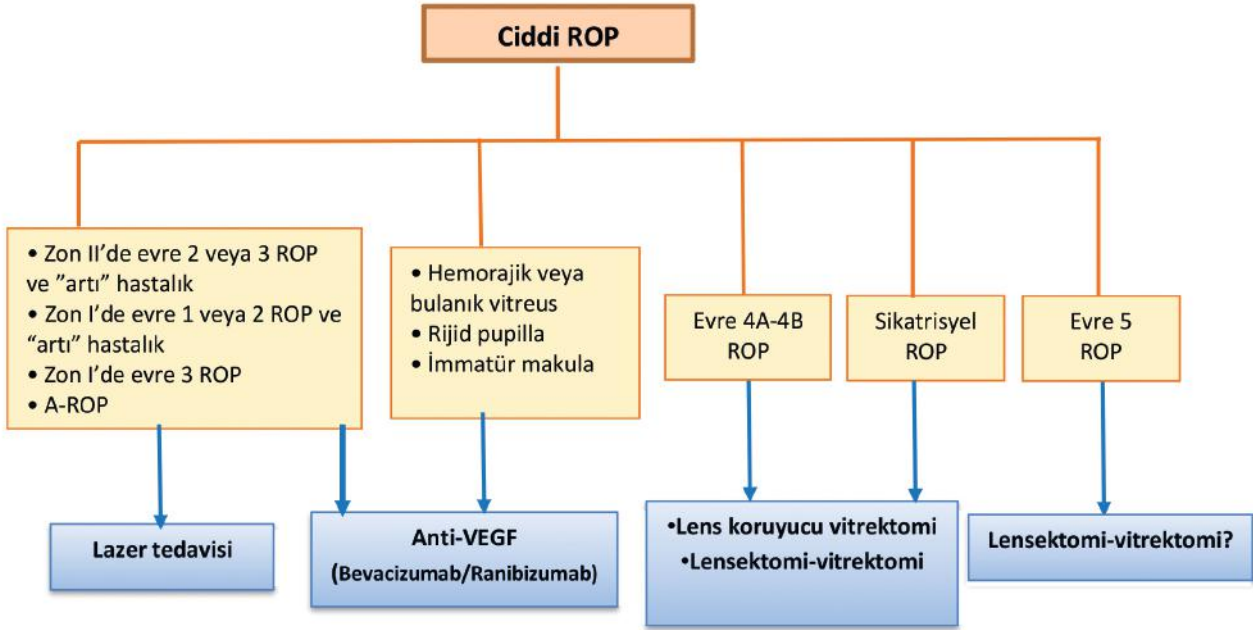 Ciddi ROP
• Zon II’de evre 2 veya 3 ROP
ve ”artı” hastalık
• Zon I’de evre 1 veya 2 ROP ve
“artı” hastalık
• Zon I’de evre 3 ROP
• A-ROP
• Hemorajik veya
bulanık vitreus
• Rijid pupilla
• İmmatür makula
Evre 4A-4B
ROP
Sikatrisyel
ROP
Evre 5
ROP
Lazer tedavisi
Anti-VEGF
(Bevacizumab/Ranibizumab)
•Lens koruyucu vitrektomi
•Lensektomi-vitrektomi
Lensektomi-vitrektomi?